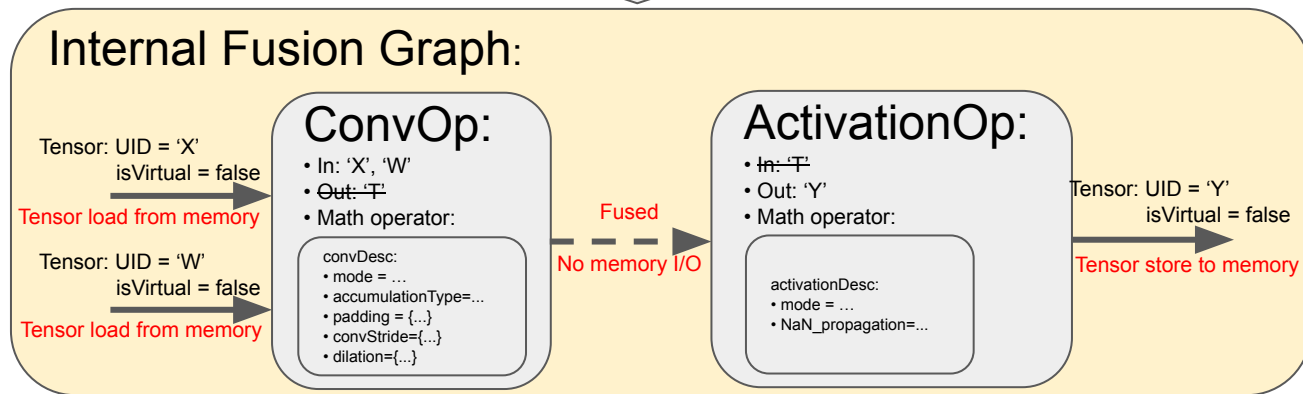 Internal Fusion Graph:
Tensor: UID = ‘X’
isVirtual = false
Tensor load from memory
Tensor: UID = ‘W’
isVirtual = false
Tensor load from memory
ConvOp:
• In: ‘X’, ‘W’
• Out: ‘T’
• Math operator:
convDesc:
• mode = …
• accumulationType=...
• padding = {...}
• convStride={...}
• dilation={...}
Fused
No memory I/O
ActivationOp:
• In: ‘T’
• Out: ‘Y’
• Math operator:
activationDesc:
• mode = …
• NaN_propagation=...
Tensor: UID = ‘Y’
isVirtual = false
Tensor store to memory